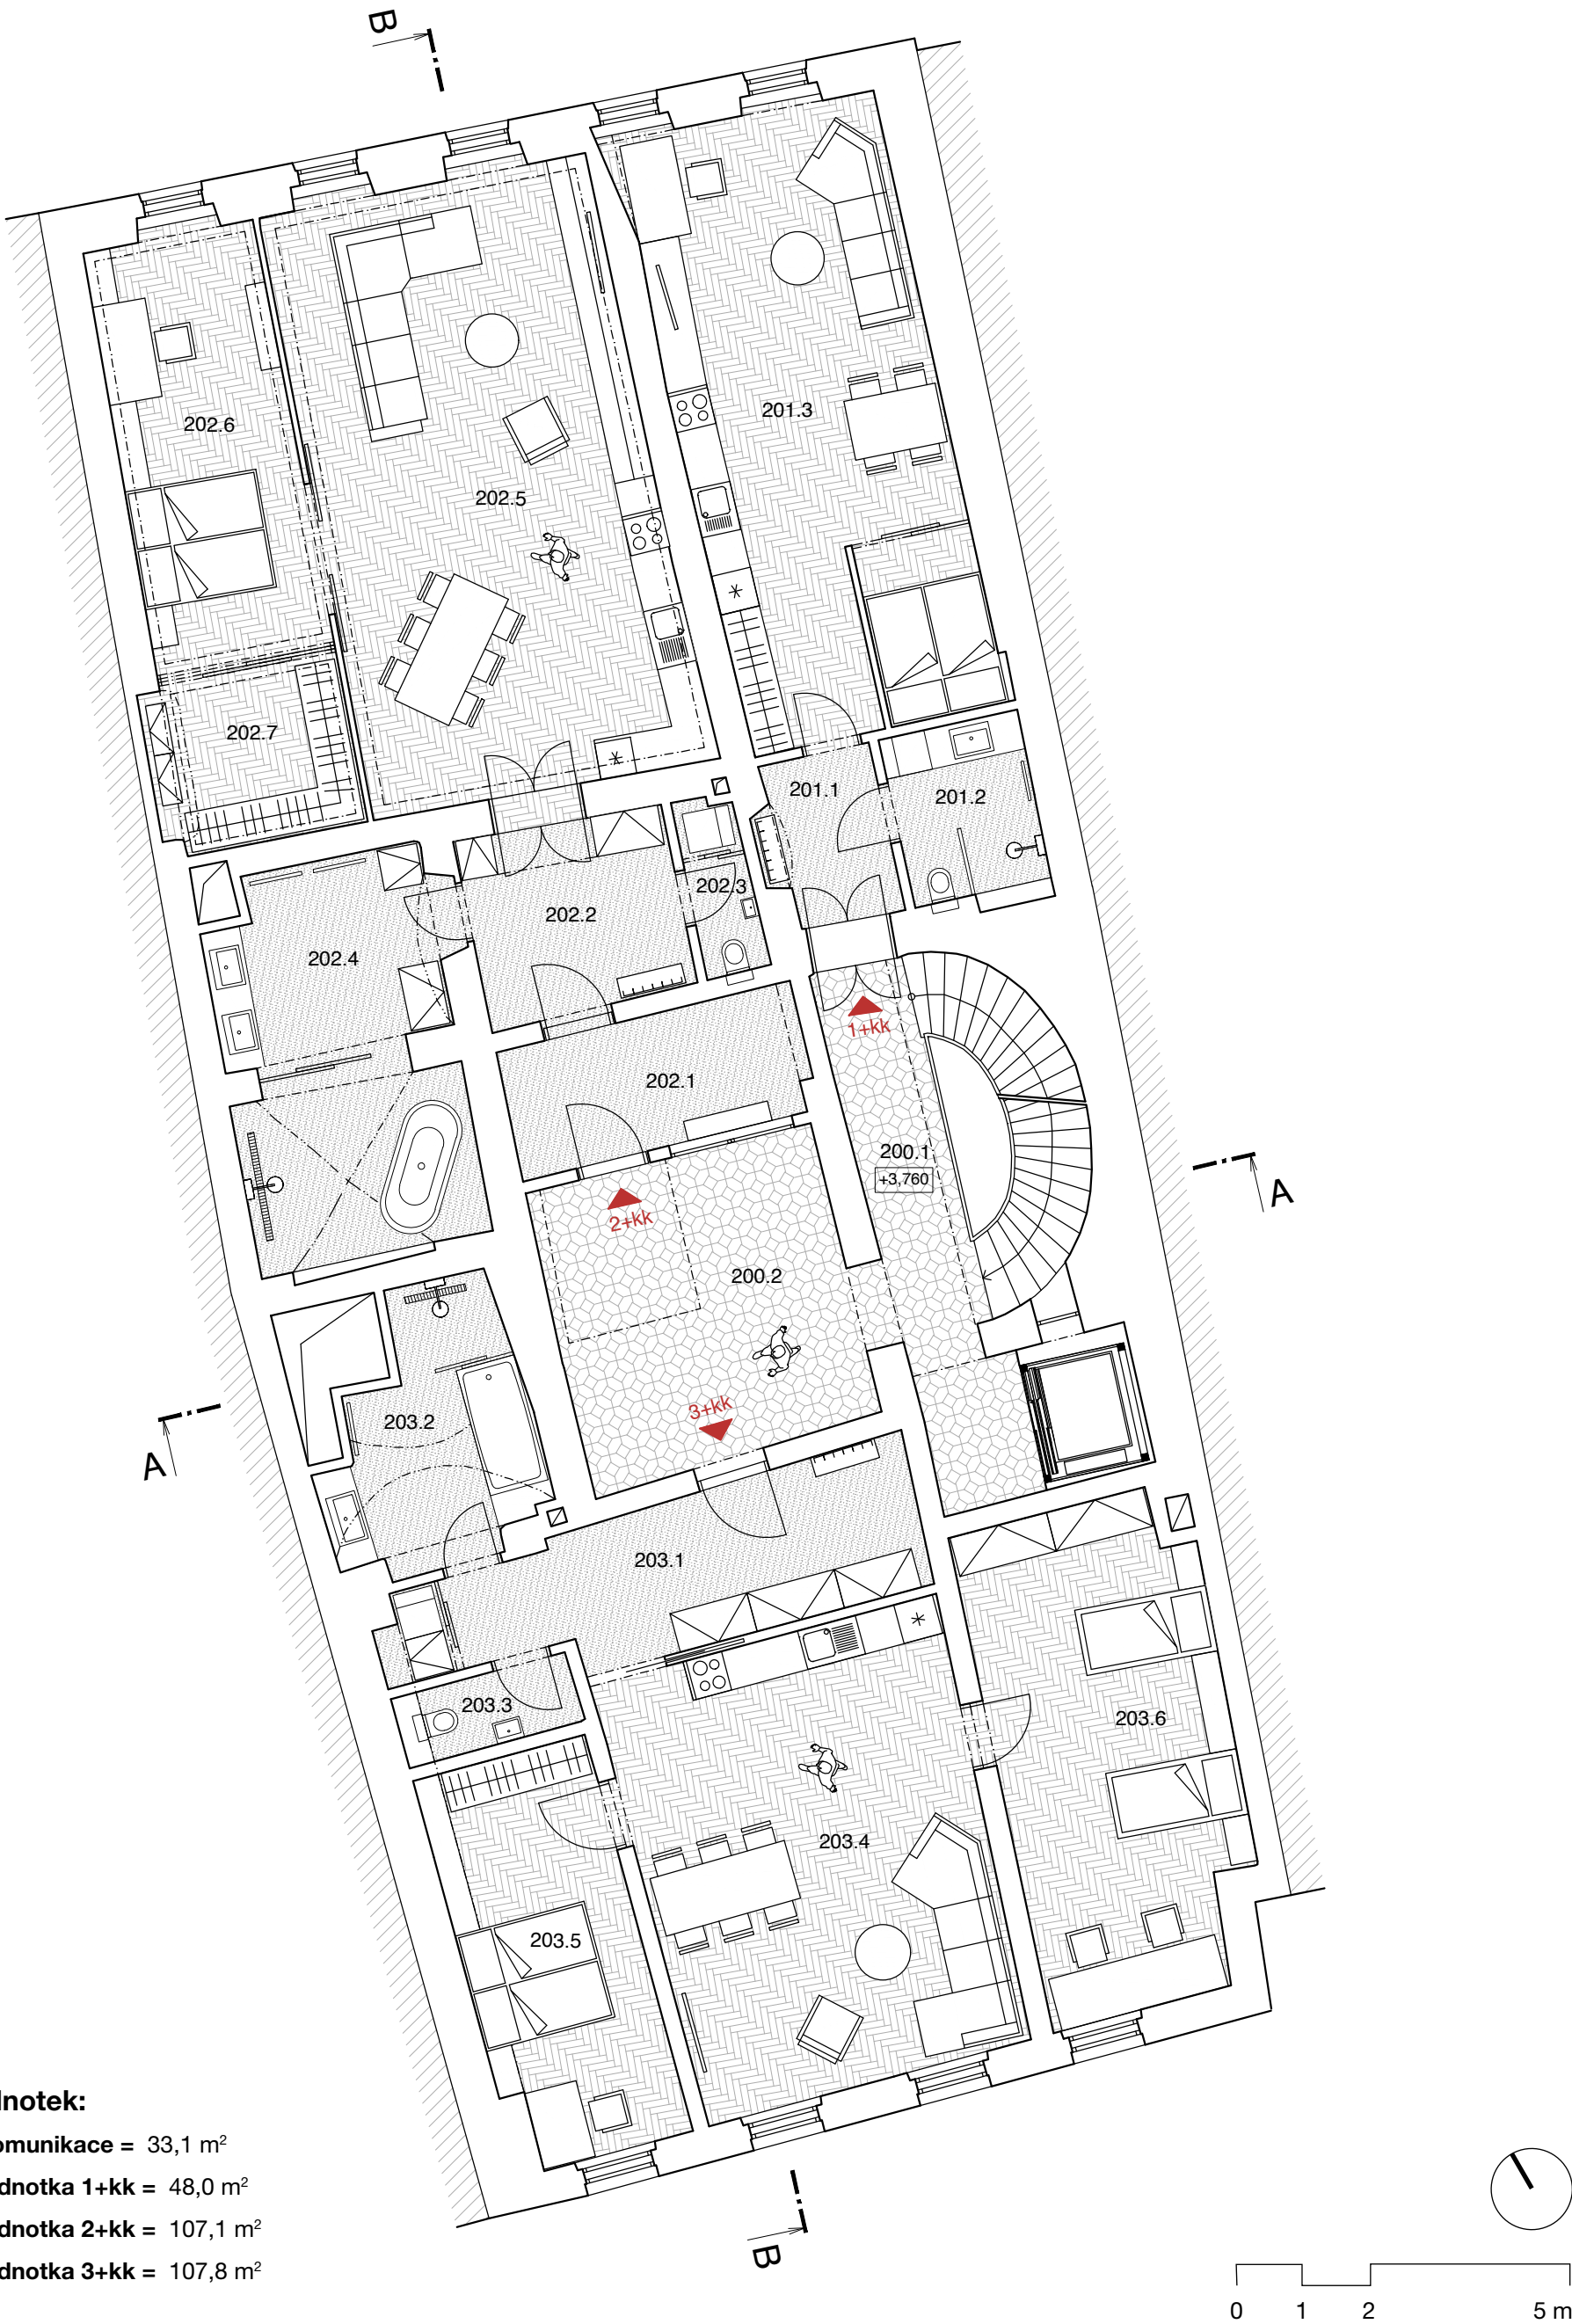 B
202.6
202.5
201.3
202.7
201.1
201.2
202.3
202.2
202.4
1+kk
202.1
200.1
+3,760
A
2+kk
200.2
3+kk
203.2
A
203.1
203.3
203.6
203.4
203.5
B
lnotek:
omunikace = 33,1 m²
dnotka 1+kk = 48,0 m²
dnotka 2+kk = 107,1 m²
dnotka 3+kk = 107,8 m²
0 1 2 5 m